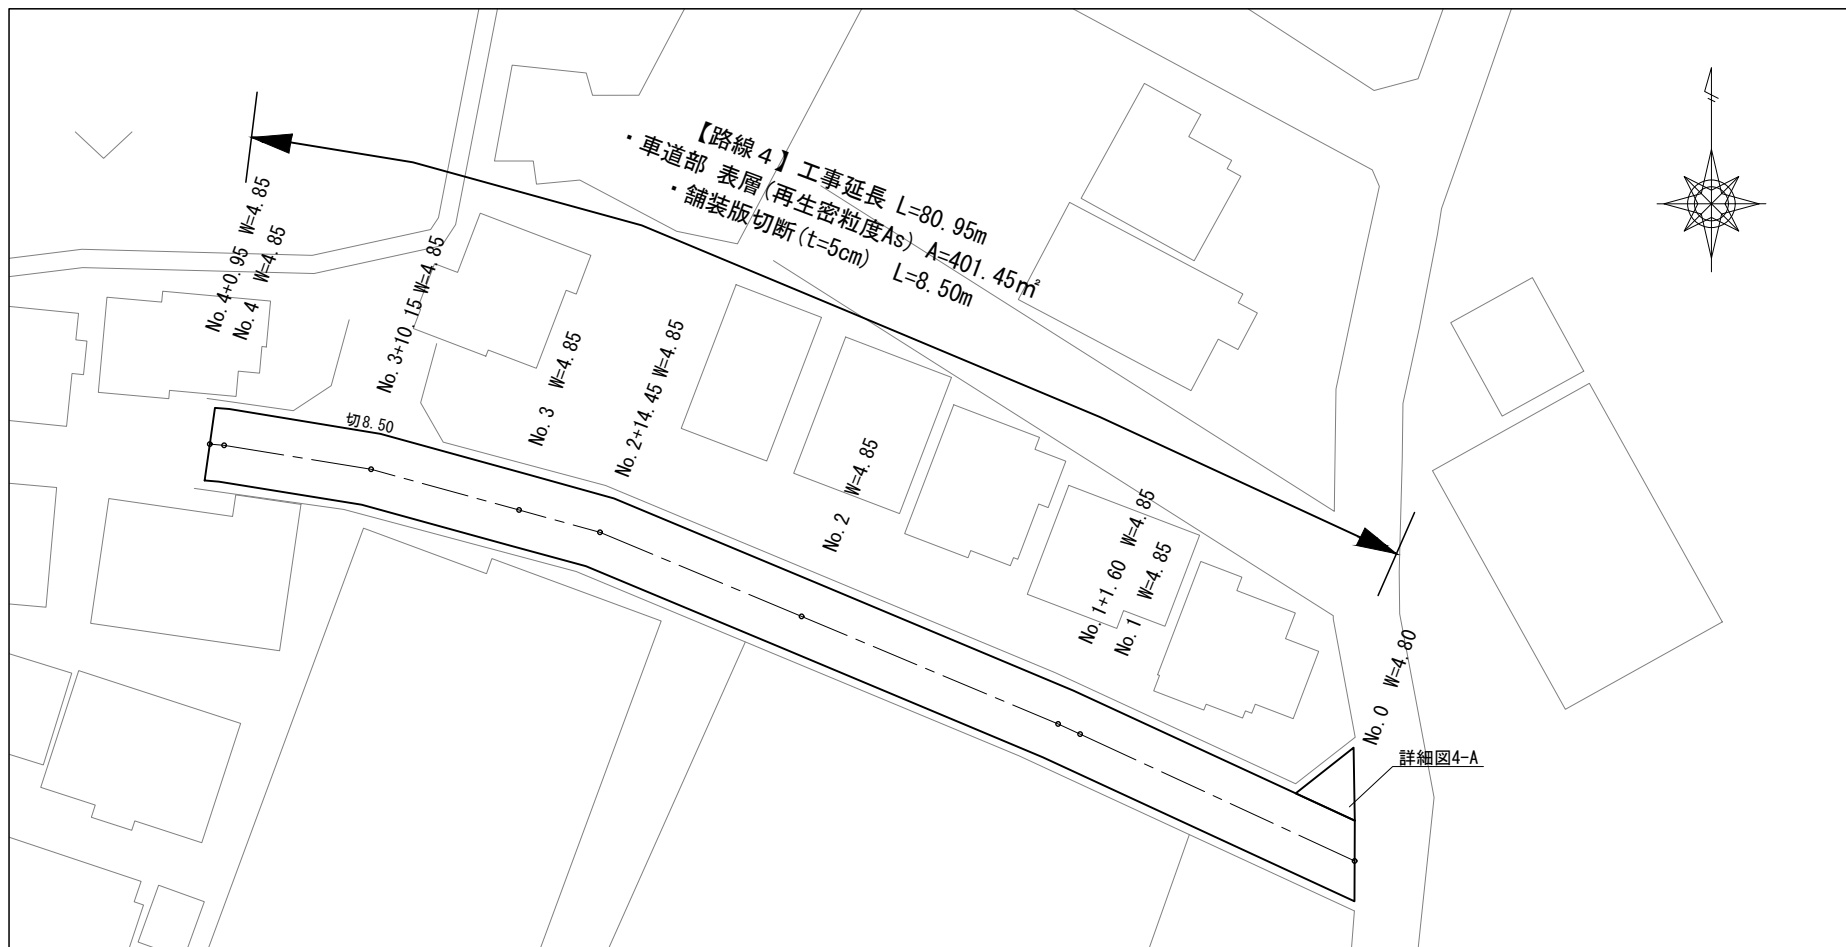 【路線４】工事延長 L=80.95m
・車道部 表層(再生密粒度As) A=401.45㎡
・舗装版切断(t=5cm) L=8.50m
No.4+0.95 W=4.85
No.4 W=4.85
No.3+10.15 W=4.85
No.3 W=4.85
No.2+14.45 W=4.85
No.2 W=4.85
No.1+1.60 W=4.85
No.1 W=4.85
No.0 W=4.80
切8.50
詳細図4-A